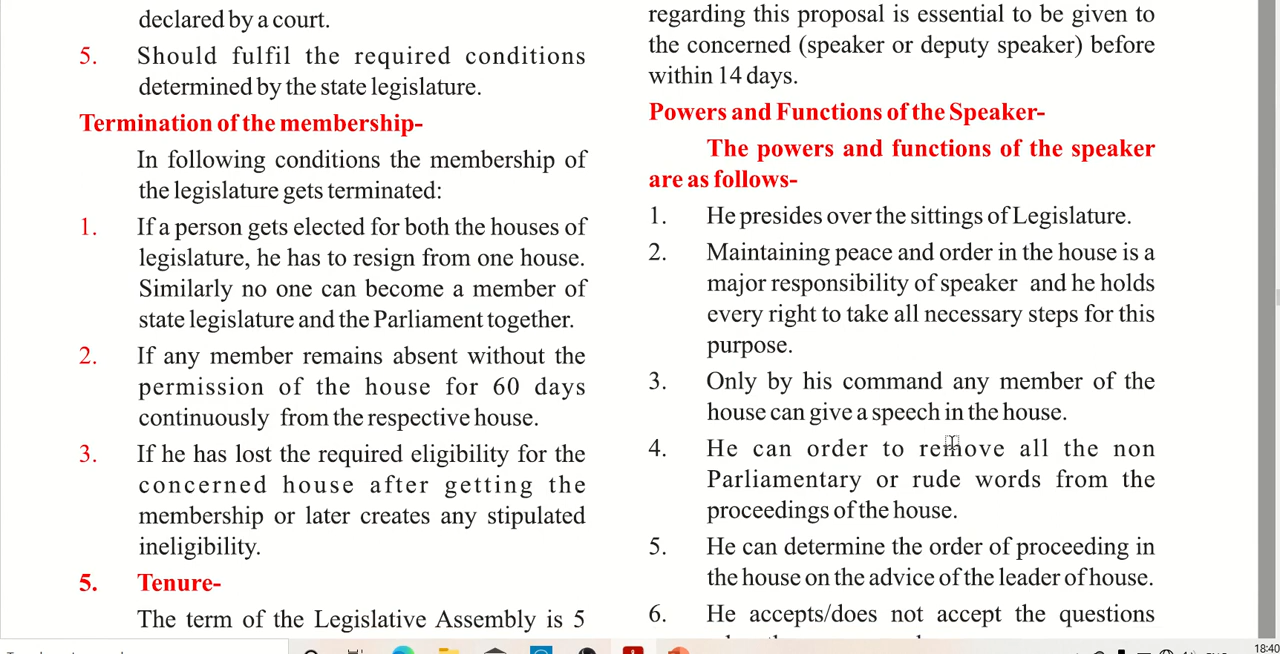 declared by a court.
5. Should fulfil the required conditions
determined by the state legislature.
Termination of the membership-
In following conditions the membership of
the legislature gets terminated:
1. If a person gets elected for both the houses of
legislature, he has to resign from one house.
Similarly no one can become a member of
state legislature and the Parliament together.
2. If any member remains absent without the
permission of the house for 60 days
continuously from the respective house.
3. If he has lost the required eligibility for the
concerned house after getting the
membership or later creates any stipulated
ineligibility.
5. Tenure-
The term of the Legislative Assembly is 5
regarding this proposal is essential to be given to
the concerned (speaker or deputy speaker) before
within 14 days.
Powers and Functions of the Speaker-
The powers and functions of the speaker
are as follows-
1. He presides over the sittings of Legislature.
2. Maintaining peace and order in the house is a
major responsibility of speaker and he holds
every right to take all necessary steps for this
purpose.
3. Only by his command any member of the
house can give a speech in the house.
4. He can order to remove all the non
Parliamentary or rude words from the
proceedings of the house.
5. He can determine the order of proceeding in
the house on the advice of the leader of house.
6. He accepts/does not accept the questions
18:40